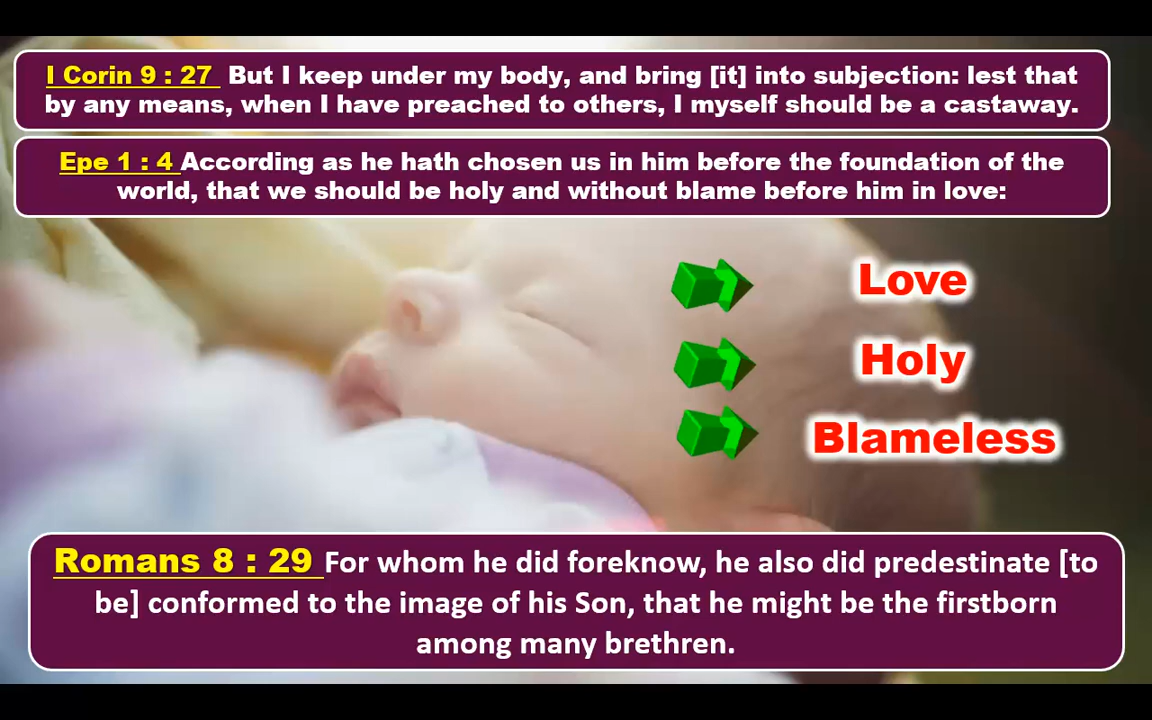 I Corin 9 : 27 But I keep under my body, and bring [it] into subjection: lest that
by any means, when I have preached to others, I myself should be a castaway.
Epe 1 : 4 According as he hath chosen us in him before the foundation of the
world, that we should be holy and without blame before him in love:
Love
Holy
Blameless
Romans 8 : 29 For whom he did foreknow, he also did predestinate [to
be] conformed to the image of his Son, that he might be the firstborn
among many brethren.